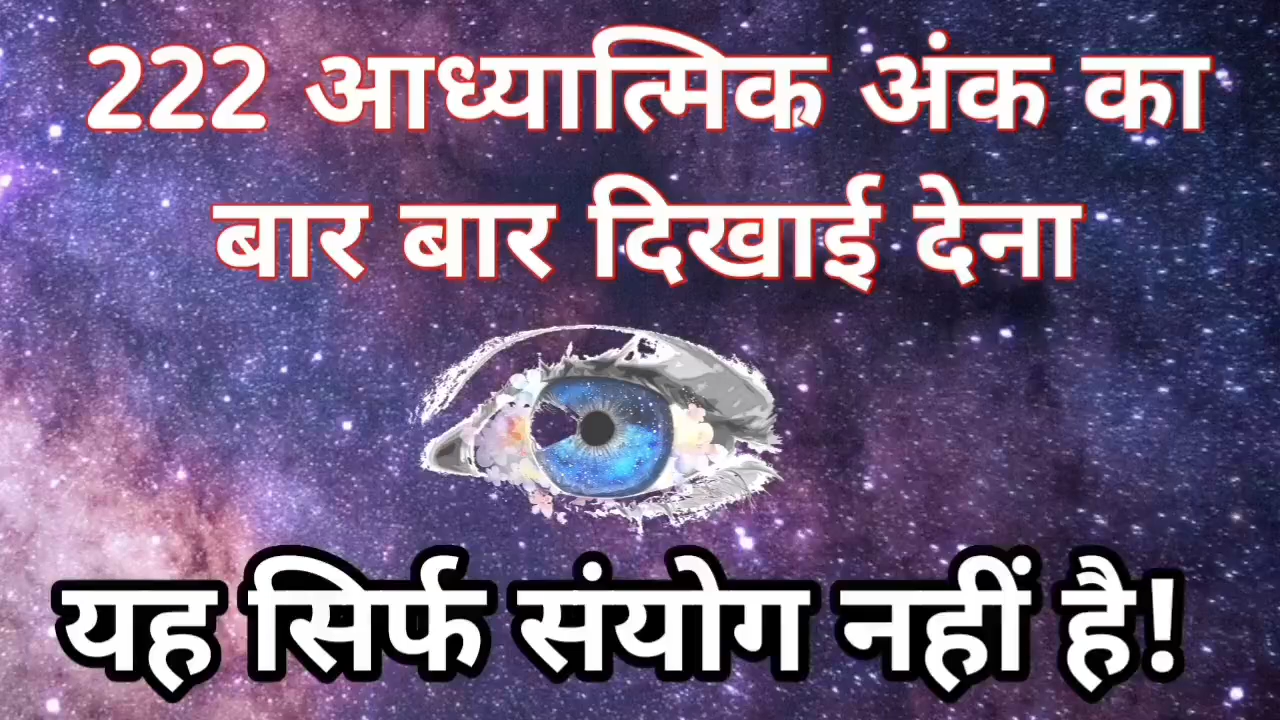 222 आध्यात्मिक अंक का
बार बार दिखाई देना
यह सिर्फ संयोग नहीं है!